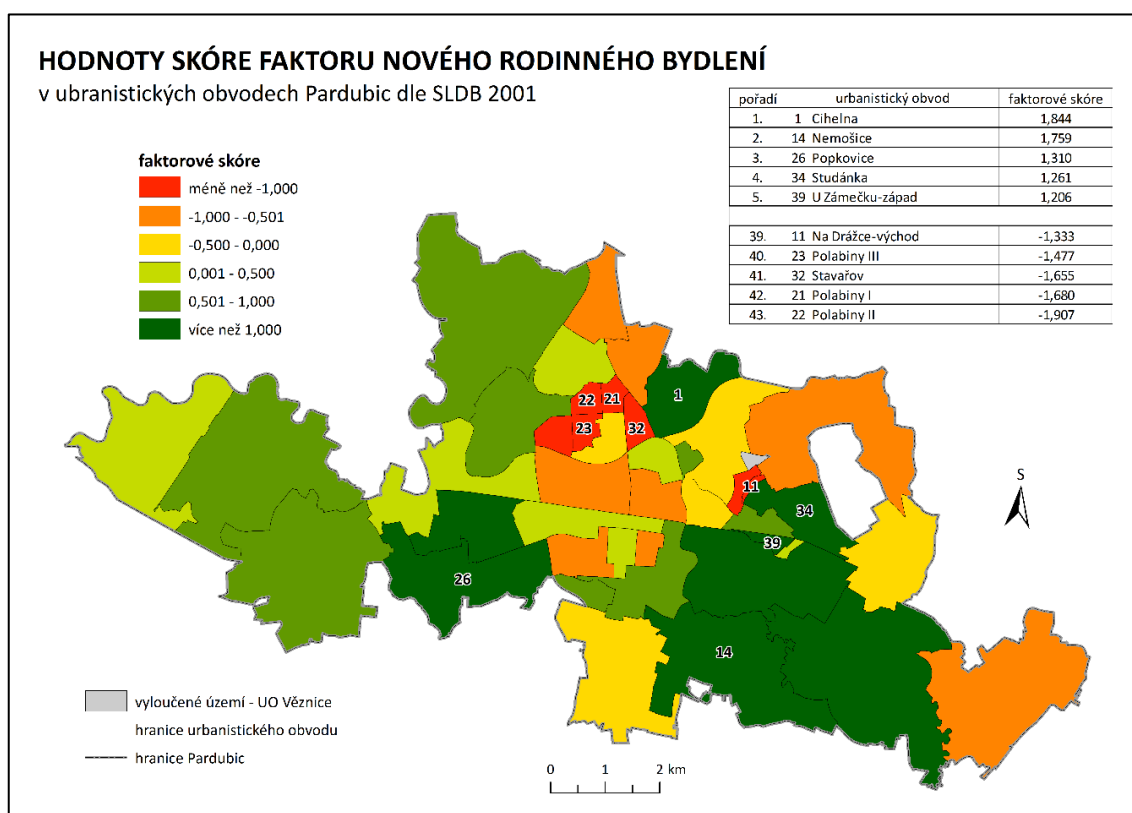 HODNOTY SKÓRE FAKTORU NOVÉHO RODINNÉHO BYDLENÍ
v ubranistických obvodech Pardubic dle SLDB 2001
pořadí urbanistický obvod faktorové skóre
1. 1 Cihelna 1,844
2. 14 Nemošice 1,759
3. 26 Popkovice 1,310
4. 34 Studánka 1,261
5. 39 U Zámečku-západ 1,206
39. 11 Na Drážce-východ -1,333
40. 23 Polabiny III -1,477
41. 32 Stavařov -1,655
42. 21 Polabiny I -1,680
43. 22 Polabiny II -1,907
faktorové skóre
méně než -1,000
-1,000 - -0,501
-0,500 - 0,000
0,001 - 0,500
0,501 - 1,000
více než 1,000
22 21
1
23 32
11
34
39
26
14
S
vyloučené území - UO Věznice
hranice urbanistického obvodu
hranice Pardubic
0 1 2 km